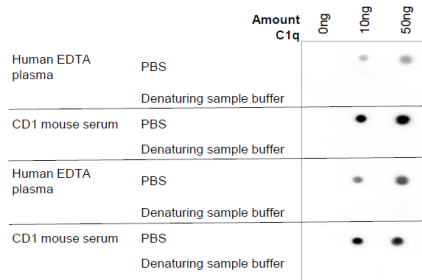 Amount
C1q
0ng
10ng
50ng
Human EDTA
plasma
PBS
Denaturing sample buffer
CD1 mouse serum
PBS
Denaturing sample buffer
Human EDTA
plasma
PBS
Denaturing sample buffer
CD1 mouse serum
PBS
Denaturing sample buffer